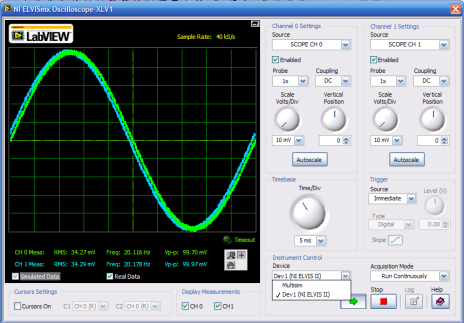 NI ELVISmx Oscilloscope-XLV1
LabVIEW
Sample Rate: 40 kS/s
Timeout
CH 0 Meas: RMS: 34.27 mV Freq: 20.116 Hz Vp-p: 99.70 mV
CH 1 Meas: RMS: 34.29 mV Freq: 20.178 Hz Vp-p: 99.97 mV
Simulated Data Real Data
Cursors Settings
Cursors On C1 CH 0 (R) C2 CH 0 (R)
Display Measurements
CH 0 CH1
Channel 0 Settings
Source
SCOPE CH 0
Enabled
Probe Coupling
1x DC
Scale Vertical
Volts/Div Position
10 mV 0
Autoscale
Channel 1 Settings
Source
SCOPE CH 1
Enabled
Probe Coupling
1x DC
Scale Vertical
Volts/Div Position
10 mV 0
Autoscale
Timebase
Time/Div
5 ms
Trigger
Source
Immediate
Level (V)
Type
Digital
0.00
Slope
Instrument Control
Device
Dev1 (NI ELVIS II)
Multisim
Dev1 (NI ELVIS II)
Acquisition Mode
Run Continuously
Stop Log Help